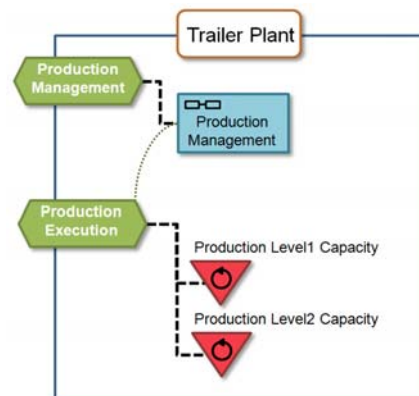 Trailer Plant
Production
Management
Production
Management
Production
Execution
Production Level1 Capacity
Production Level2 Capacity